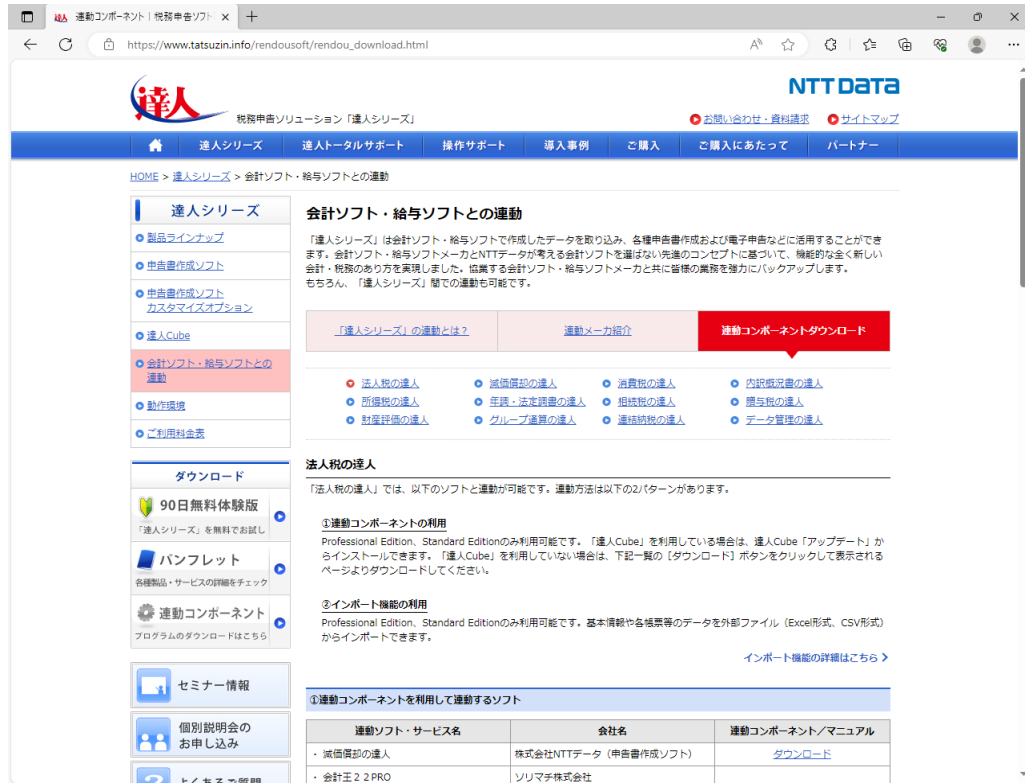 達人 連動コンポーネント | 税務申告ソフト
https://www.tatsuzin.info/rendousoft/rendou_download.html
達人
税務申告ソリューション「達人シリーズ」
NTT DATA
お問い合わせ・資料請求 サイトマップ
達人シリーズ 達人トータルサポート 操作サポート 導入事例 ご購入 ご購入にあたって パートナー
HOME > 達人シリーズ > 会計ソフト・給与ソフトとの連動
達人シリーズ
製品ラインナップ
申告書作成ソフト
申告書作成ソフト
カスタマイズオプション
達人Cube
会計ソフト・給与ソフトとの
連動
動作環境
ご利用料金表
ダウンロード
90日無料体験版
「達人シリーズ」を無料でお試し
パンフレット
各種製品・サービスの詳細をチェック
連動コンポーネント
プログラムのダウンロードはこちら
セミナー情報
個別説明会の
お申し込み
よくあるご質問
会計ソフト・給与ソフトとの連動
「達人シリーズ」は会計ソフト・給与ソフトで作成したデータを取り込み、各種申告書作成および電子申告などに活用することができ
ます。会計ソフト・給与ソフトメーカとNTTデータが考える会計ソフトを選ばない先進のコンセプトに基づいて、機能的な全く新しい
会計・税務のあり方を実現しました。協業する会計ソフト・給与ソフトメーカと共に皆様の業務を強力にバックアップします。
もちろん、「達人シリーズ」間での連動も可能です。
「達人シリーズ」の連動とは？ 連動メーカ紹介 連動コンポーネントダウンロード
法人税の達人 減価償却の達人 消費税の達人 内訳概況書の達人
所得税の達人 年調・法定調書の達人 相続税の達人 贈与税の達人
財産評価の達人 グループ通算の達人 連結納税の達人 データ管理の達人
法人税の達人
「法人税の達人」では、以下のソフトと連動が可能です。連動方法は以下の2パターンがあります。
①連動コンポーネントの利用
Professional Edition、Standard Editionのみ利用可能です。「達人Cube」を利用している場合は、達人Cube「アップデート」か
らインストールできます。「達人Cube」を利用していない場合は、下記一覧の［ダウンロード］ボタンをクリックして表示される
ページよりダウンロードしてください。
②インポート機能の利用
Professional Edition、Standard Editionのみ利用可能です。基本情報や各帳票等のデータを外部ファイル（Excel形式、CSV形式）
からインポートできます。
インポート機能の詳細はこちら
①連動コンポーネントを利用して連動するソフト
連動ソフト・サービス名 会社名 連動コンポーネント／マニュアル
・ 減価償却の達人 株式会社NTTデータ（申告書作成ソフト） ダウンロード
・ 会計王２２PRO ソリマチ株式会社